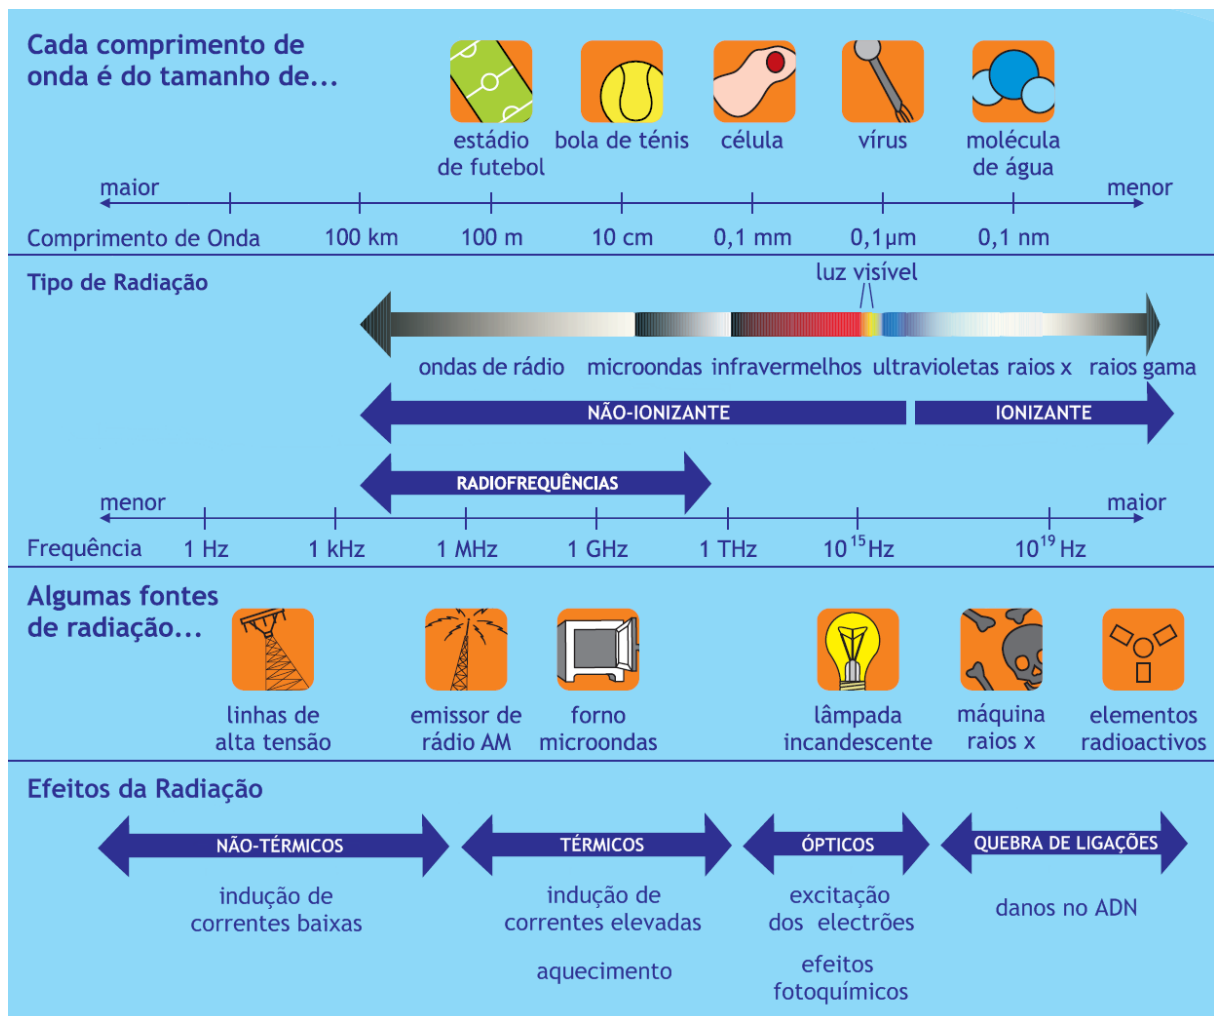 Cada comprimento de
onda é do tamanho de...
estádio
de futebol
bola de ténis
célula
vírus
molécula
de água
maior
menor
Comprimento de Onda
100 km
100 m
10 cm
0,1 mm
0,1µm
0,1 nm
Tipo de Radiação
luz visível
ondas de rádio
microondas
infravermelhos
ultravioletas
raios x
raios gama
NÃO-IONIZANTE
IONIZANTE
RADIOFREQUÊNCIAS
menor
maior
Frequência
1 Hz
1 kHz
1 MHz
1 GHz
1 THz
10¹⁵Hz
10¹⁹ Hz
Algumas fontes
de radiação...
linhas de
alta tensão
emissor de
rádio AM
forno
microondas
lâmpada
incandescente
máquina
raios x
elementos
radioactivos
Efeitos da Radiação
NÃO-TÉRMICOS
TÉRMICOS
ÓPTICOS
QUEBRA DE LIGAÇÕES
indução de
correntes baixas
indução de
correntes elevadas
aquecimento
excitação
dos electrões
efeitos
fotoquímicos
danos no ADN